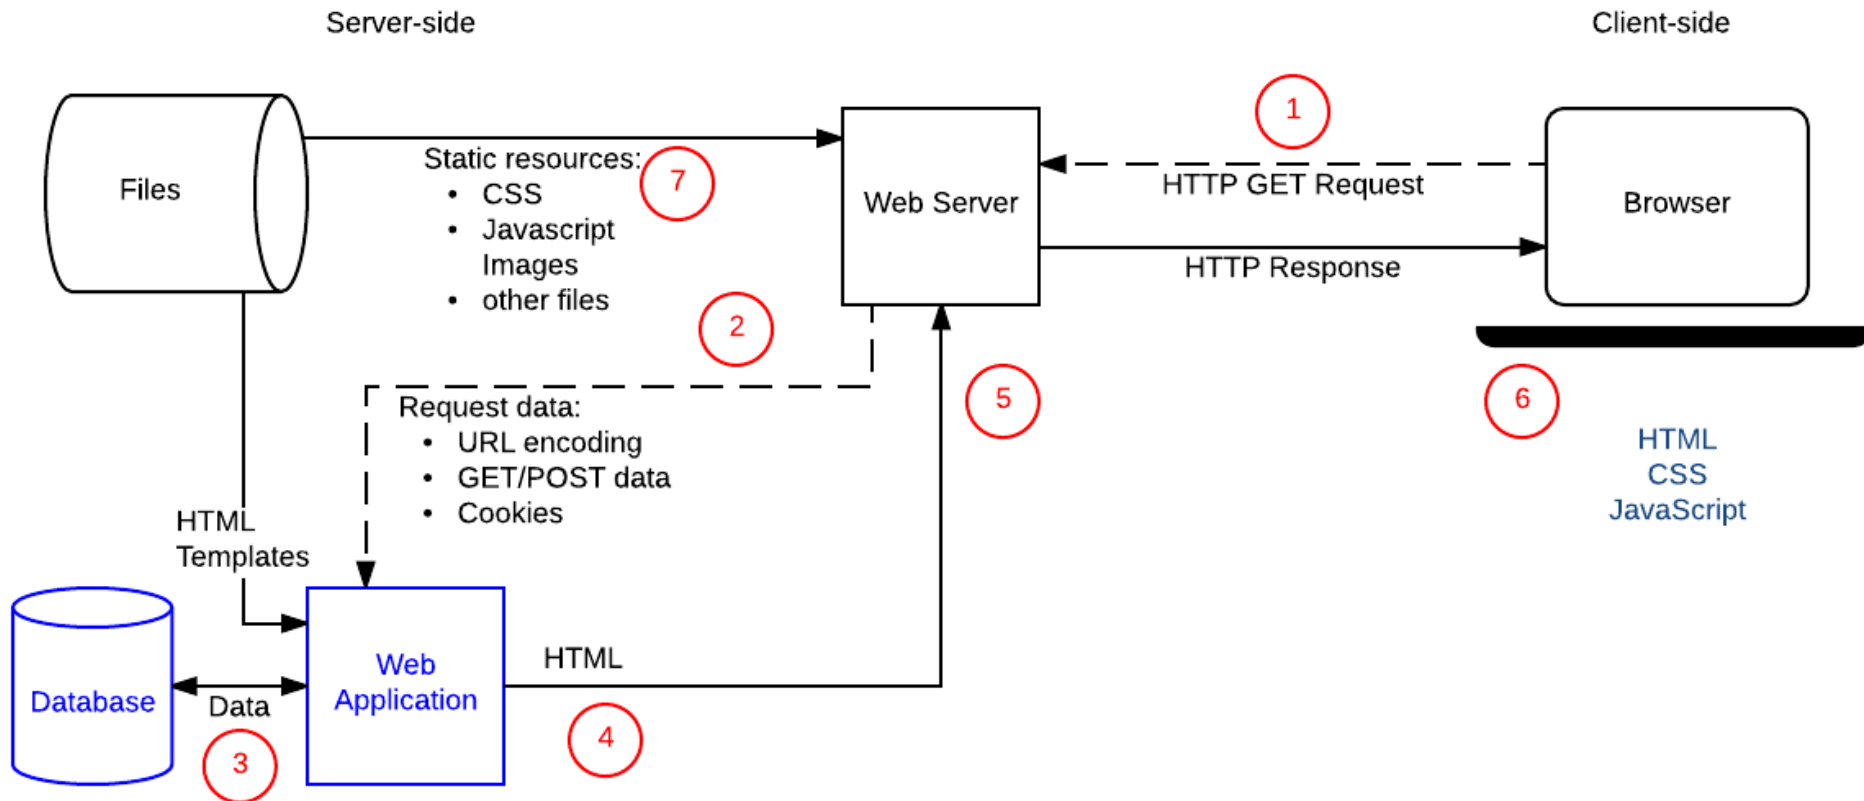 Server-side
Client-side
1
Files
Static resources:
7
• CSS
• Javascript
Images
• other files
Web Server
HTTP GET Request
Browser
HTTP Response
2
5
6
Request data:
• URL encoding
• GET/POST data
• Cookies
HTML
CSS
JavaScript
HTML
Templates
Database
Data
3
Web
Application
HTML
4